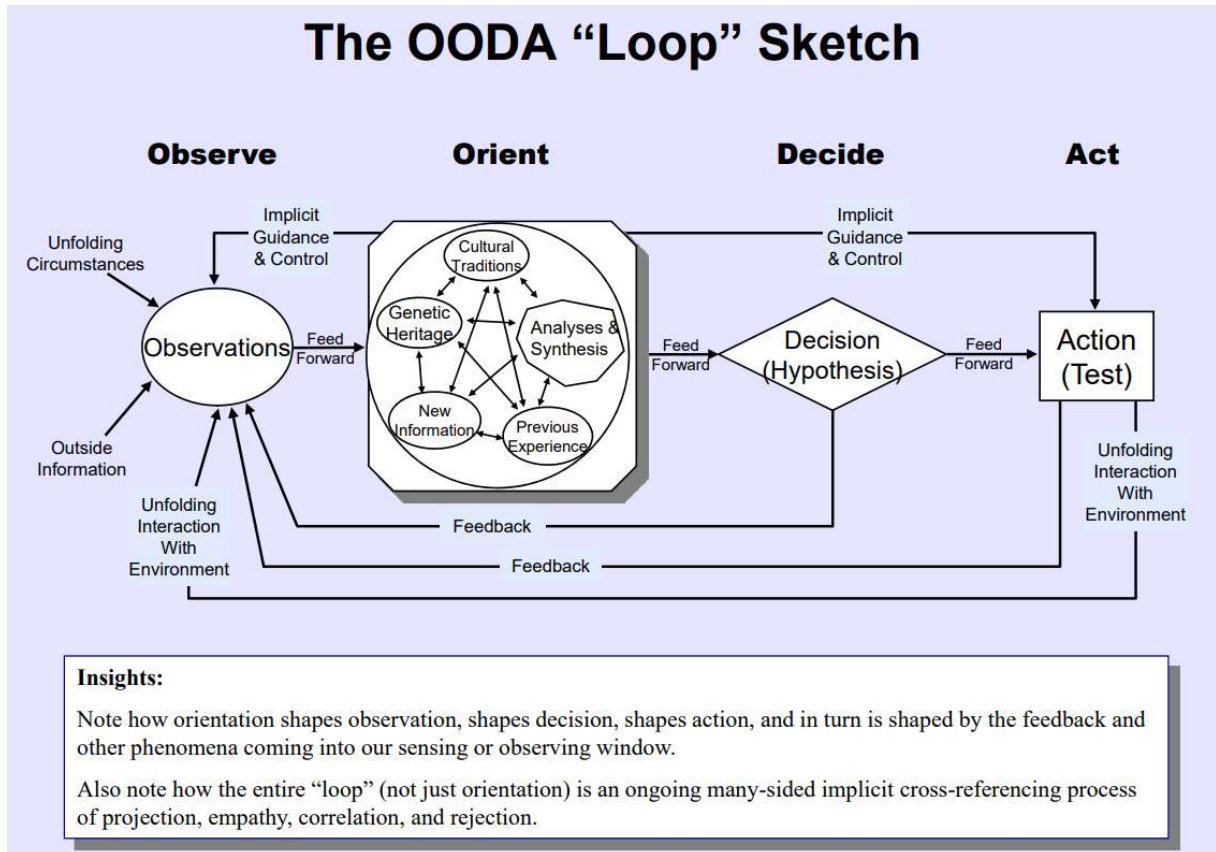 The OODA “Loop” Sketch
Observe
Orient
Decide
Act
Implicit
Guidance
& Control
Implicit
Guidance
& Control
Unfolding
Circumstances
Cultural
Traditions
Genetic
Heritage
Analyses &
Synthesis
New
Information
Previous
Experience
Observations
Feed
Forward
Feed
Forward
Decision
(Hypothesis)
Feed
Forward
Action
(Test)
Outside
Information
Unfolding
Interaction
With
Environment
Feedback
Feedback
Unfolding
Interaction
With
Environment
Insights:
Note how orientation shapes observation, shapes decision, shapes action, and in turn is shaped by the feedback and
other phenomena coming into our sensing or observing window.
Also note how the entire “loop” (not just orientation) is an ongoing many-sided implicit cross-referencing process
of projection, empathy, correlation, and rejection.